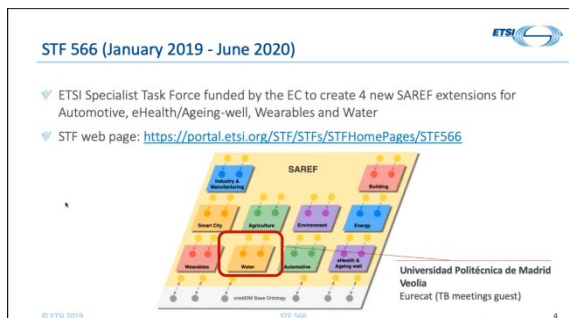 ETSI
STF 566 (January 2019 - June 2020)
ETSI Specialist Task Force funded by the EC to create 4 new SAREF extensions for
Automotive, eHealth/Ageing-well, Wearables and Water
STF web page: https://portal.etsi.org/STF/STFs/STFHomePages/STF566
SAREF
Industry &
Manufacturing
Building
Smart City
Agriculture
Environment
Energy
Wearables
Water
Automotive
eHealth &
Ageing well
oneM2M Base Ontology
Universidad Politécnica de Madrid
Veolia
Eurecat (TB meetings guest)
© ETSI 2019
STF 566
4